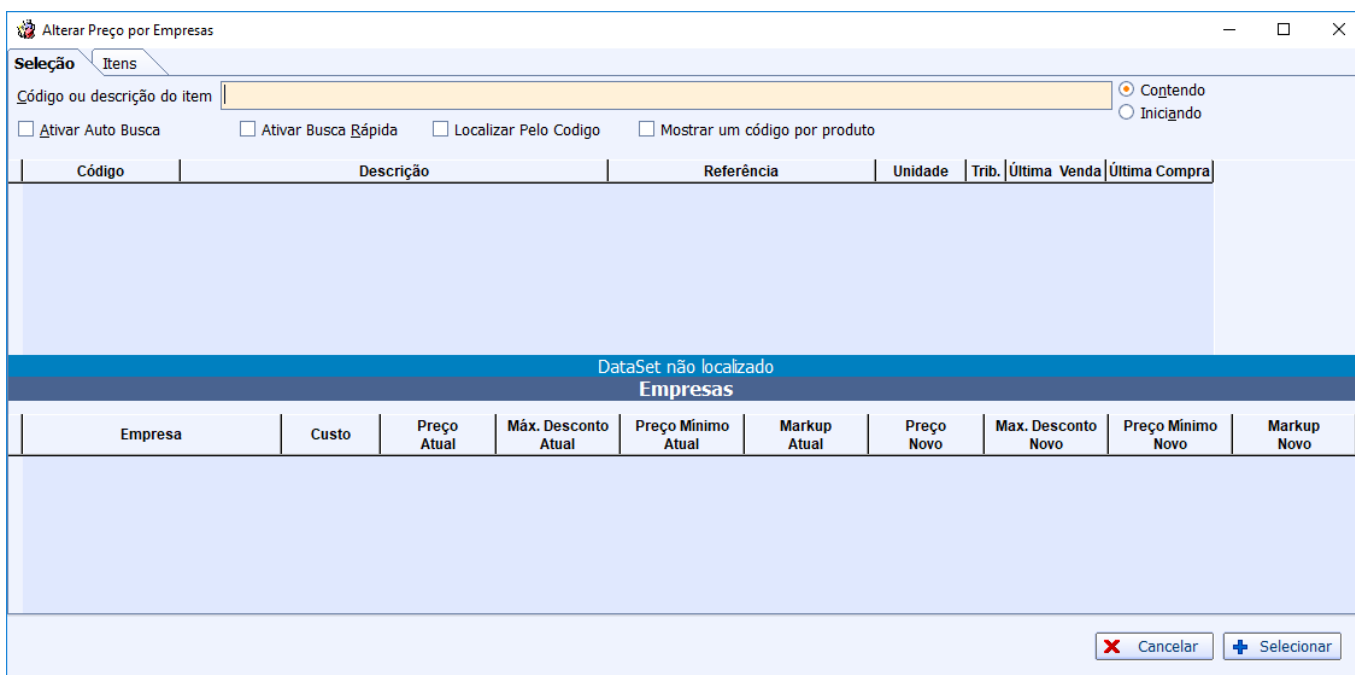 Alterar Preço por Empresas
Seleção Itens
Código ou descrição do item Contendo
Iniciando
Ativar Auto Busca Ativar Busca Rápida Localizar Pelo Codigo Mostrar um código por produto
Código Descrição Referência Unidade Trib. Última Venda Última Compra
DataSet não localizado
Empresas
Empresa Custo Preço Atual Máx. Desconto Atual Preço Mínimo Atual Markup Atual Preço Novo Max. Desconto Novo Preço Mínimo Novo Markup Novo
Cancelar Selecionar